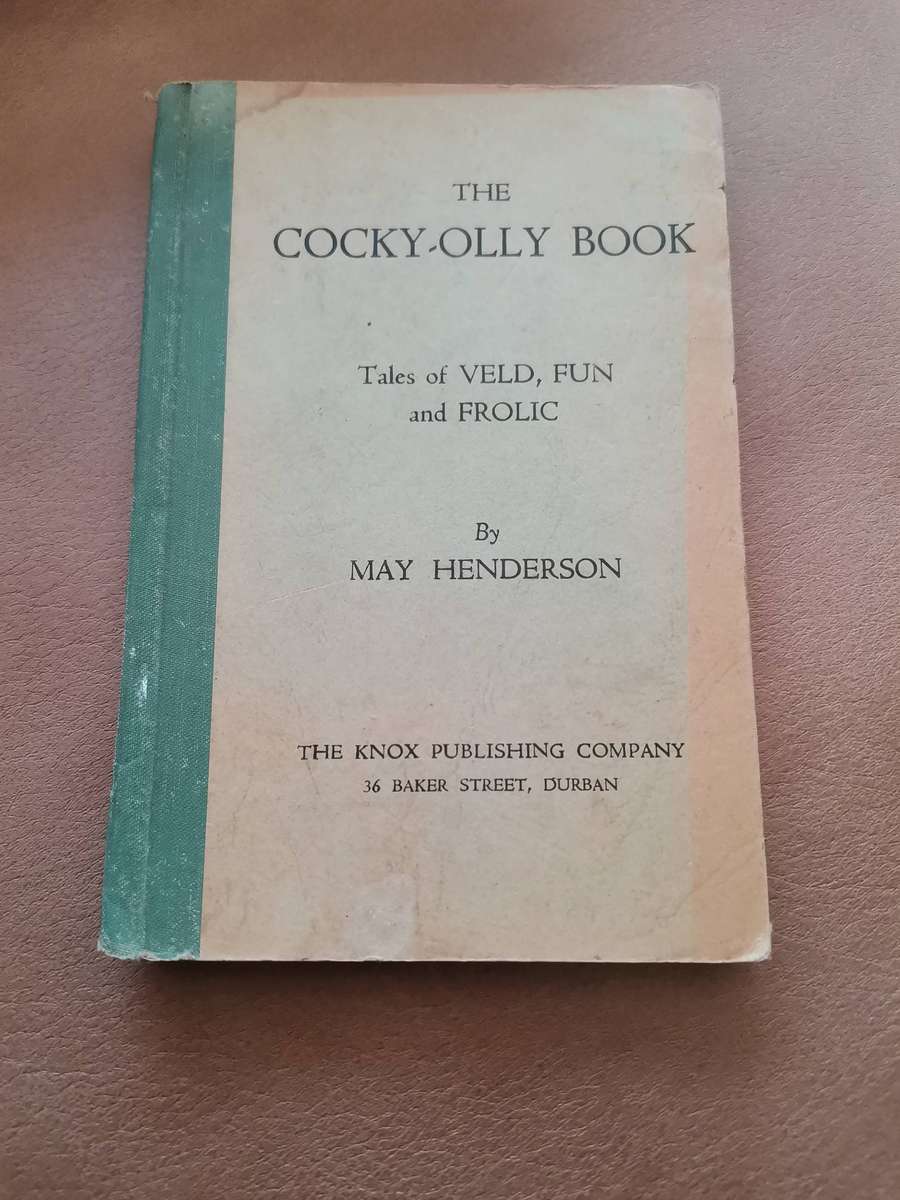 THE
COCKY-OLLY BOOK
Tales of VELD, FUN
and FROLIC
By
MAY HENDERSON
THE KNOX PUBLISHING COMPANY
36 BAKER STREET, DURBAN